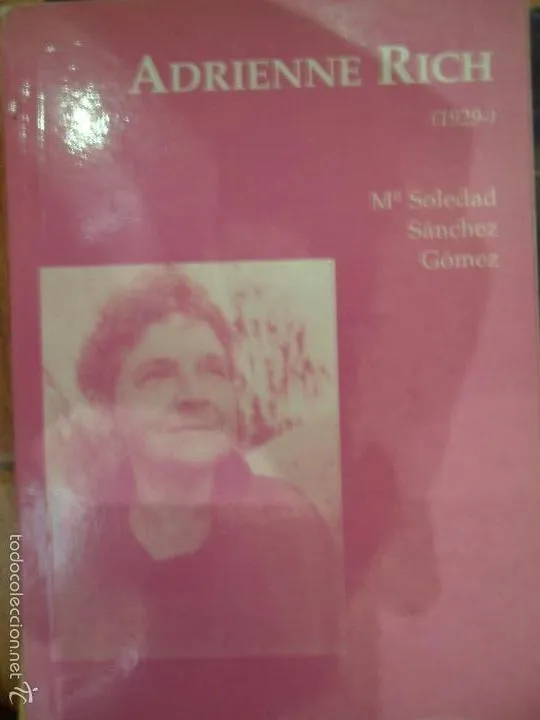 ADRIENNE RICH
(1929-)
Mª Soledad
Sánchez
Gómez
todocoleccion.net